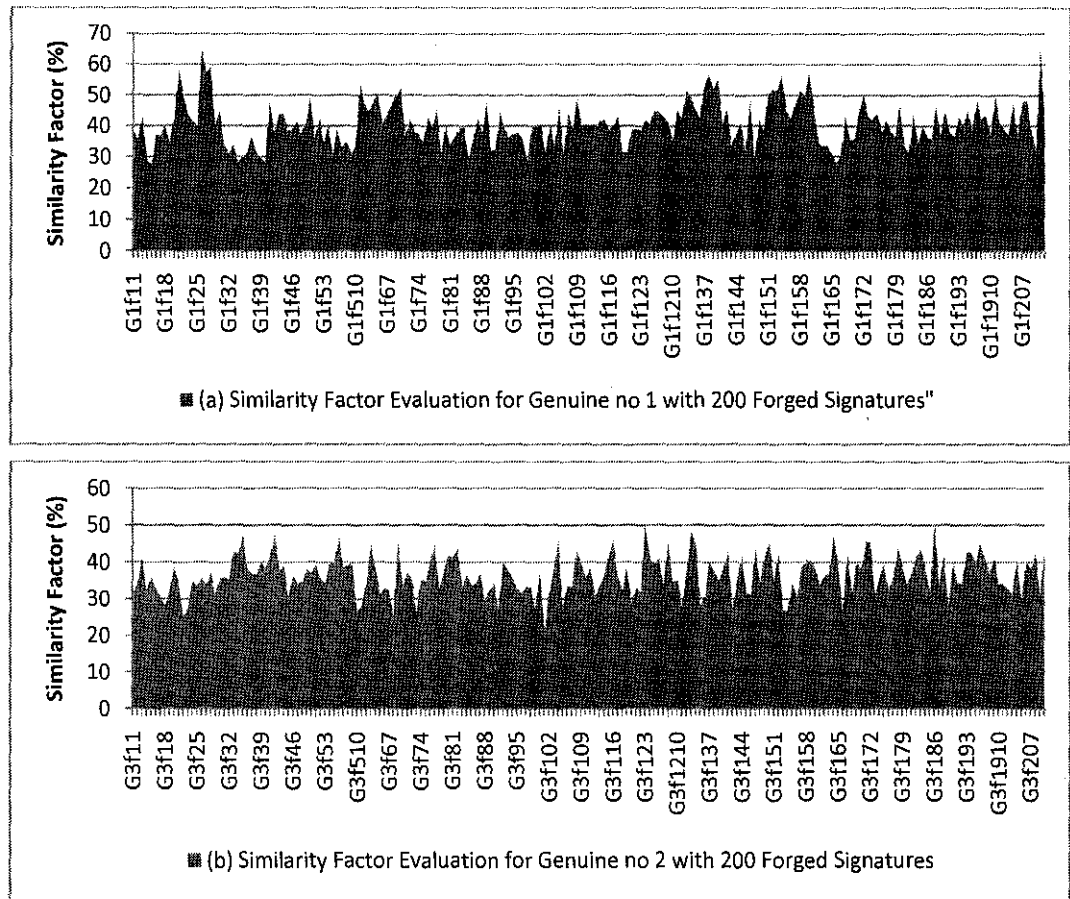 Similarity Factor (%)
70
60
50
40
30
20
10
0
G1f11
G1f18
G1f25
G1f32
G1f39
G1f46
G1f53
G1f510
G1f67
G1f74
G1f81
G1f88
G1f95
G1f102
G1f109
G1f116
G1f123
G1f1210
G1f137
G1f144
G1f151
G1f158
G1f165
G1f172
G1f179
G1f186
G1f193
G1f1910
G1f207
(a) Similarity Factor Evaluation for Genuine no 1 with 200 Forged Signatures"
Similarity Factor (%)
60
50
40
30
20
10
0
G3f11
G3f18
G3f25
G3f32
G3f39
G3f46
G3f53
G3f510
G3f67
G3f74
G3f81
G3f88
G3f95
G3f102
G3f109
G3f116
G3f123
G3f1210
G3f137
G3f144
G3f151
G3f158
G3f165
G3f172
G3f179
G3f186
G3f193
G3f1910
G3f207
(b) Similarity Factor Evaluation for Genuine no 2 with 200 Forged Signatures